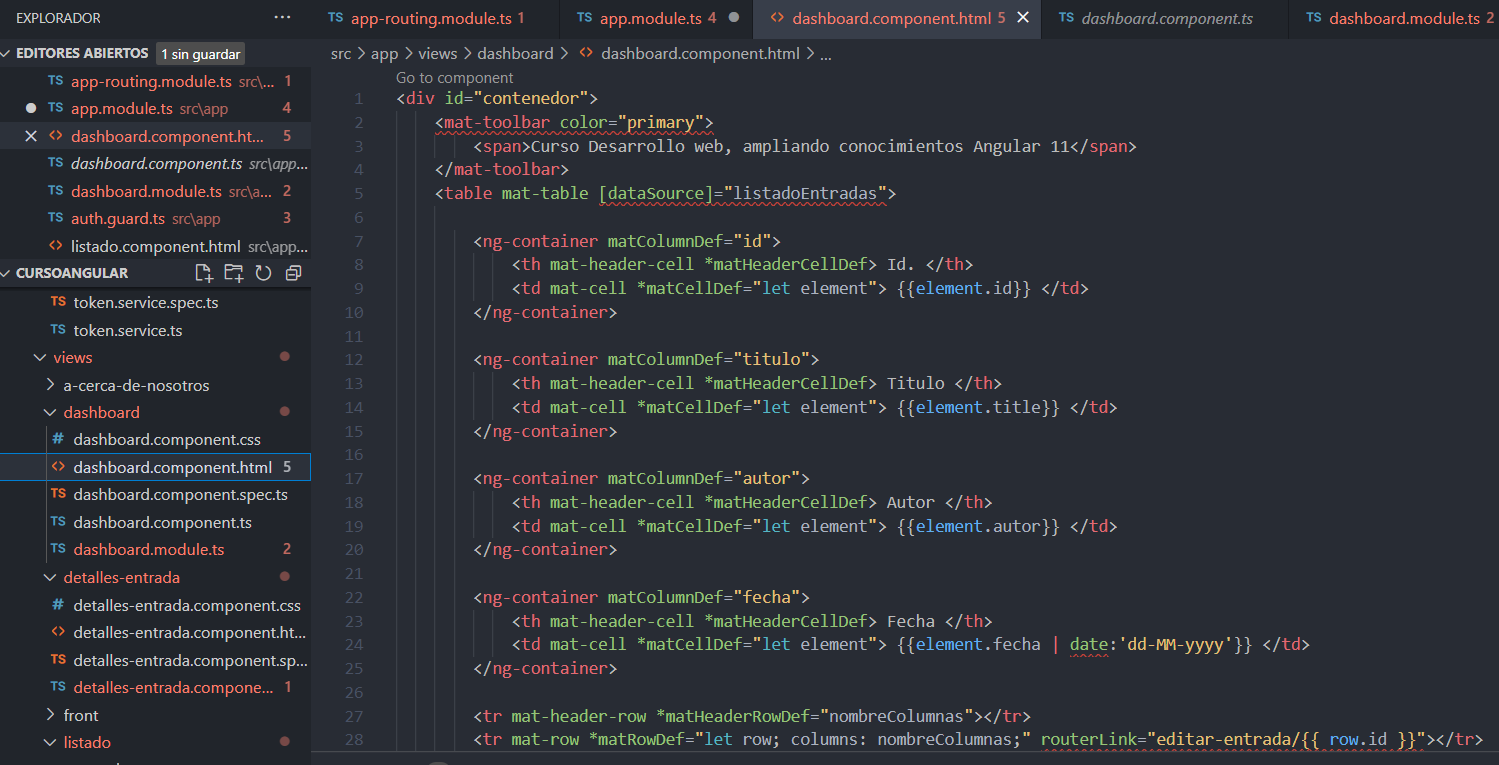 EXPLORADOR ...
EDITORES ABIERTOS 1 sin guardar
TS app-routing.module.ts src\... 1
TS app.module.ts src\app 4
<> dashboard.component.ht... 5
TS dashboard.component.ts src\app...
TS dashboard.module.ts src\a... 2
TS auth.guard.ts src\app 3
<> listado.component.html src\app...
CURSOANGULAR
TS token.service.spec.ts
TS token.service.ts
views
a-cerca-de-nosotros
dashboard
# dashboard.component.css
<> dashboard.component.html 5
TS dashboard.component.spec.ts
TS dashboard.component.ts
TS dashboard.module.ts 2
detalles-entrada
# detalles-entrada.component.css
<> detalles-entrada.component.ht...
TS detalles-entrada.component.sp...
TS detalles-entrada.compone... 1
front
listado
TS app-routing.module.ts 1 TS app.module.ts 4 <> dashboard.component.html 5 TS dashboard.component.ts TS dashboard.module.ts 2
src > app > views > dashboard > <> dashboard.component.html > ...
Go to component
1 <div id="contenedor">
2 <mat-toolbar color="primary">
3 <span>Curso Desarrollo web, ampliando conocimientos Angular 11</span>
4 </mat-toolbar>
5 <table mat-table [dataSource]="listadoEntradas">
6
7 <ng-container matColumnDef="id">
8 <th mat-header-cell *matHeaderCellDef> Id. </th>
9 <td mat-cell *matCellDef="let element"> {{element.id}} </td>
10 </ng-container>
11
12 <ng-container matColumnDef="titulo">
13 <th mat-header-cell *matHeaderCellDef> Titulo </th>
14 <td mat-cell *matCellDef="let element"> {{element.title}} </td>
15 </ng-container>
16
17 <ng-container matColumnDef="autor">
18 <th mat-header-cell *matHeaderCellDef> Autor </th>
19 <td mat-cell *matCellDef="let element"> {{element.autor}} </td>
20 </ng-container>
21
22 <ng-container matColumnDef="fecha">
23 <th mat-header-cell *matHeaderCellDef> Fecha </th>
24 <td mat-cell *matCellDef="let element"> {{element.fecha | date:'dd-MM-yyyy'}} </td>
25 </ng-container>
26
27 <tr mat-header-row *matHeaderRowDef="nombreColumnas"></tr>
28 <tr mat-row *matRowDef="let row; columns: nombreColumnas;" routerLink="editar-entrada/{{ row.id }}"></tr>